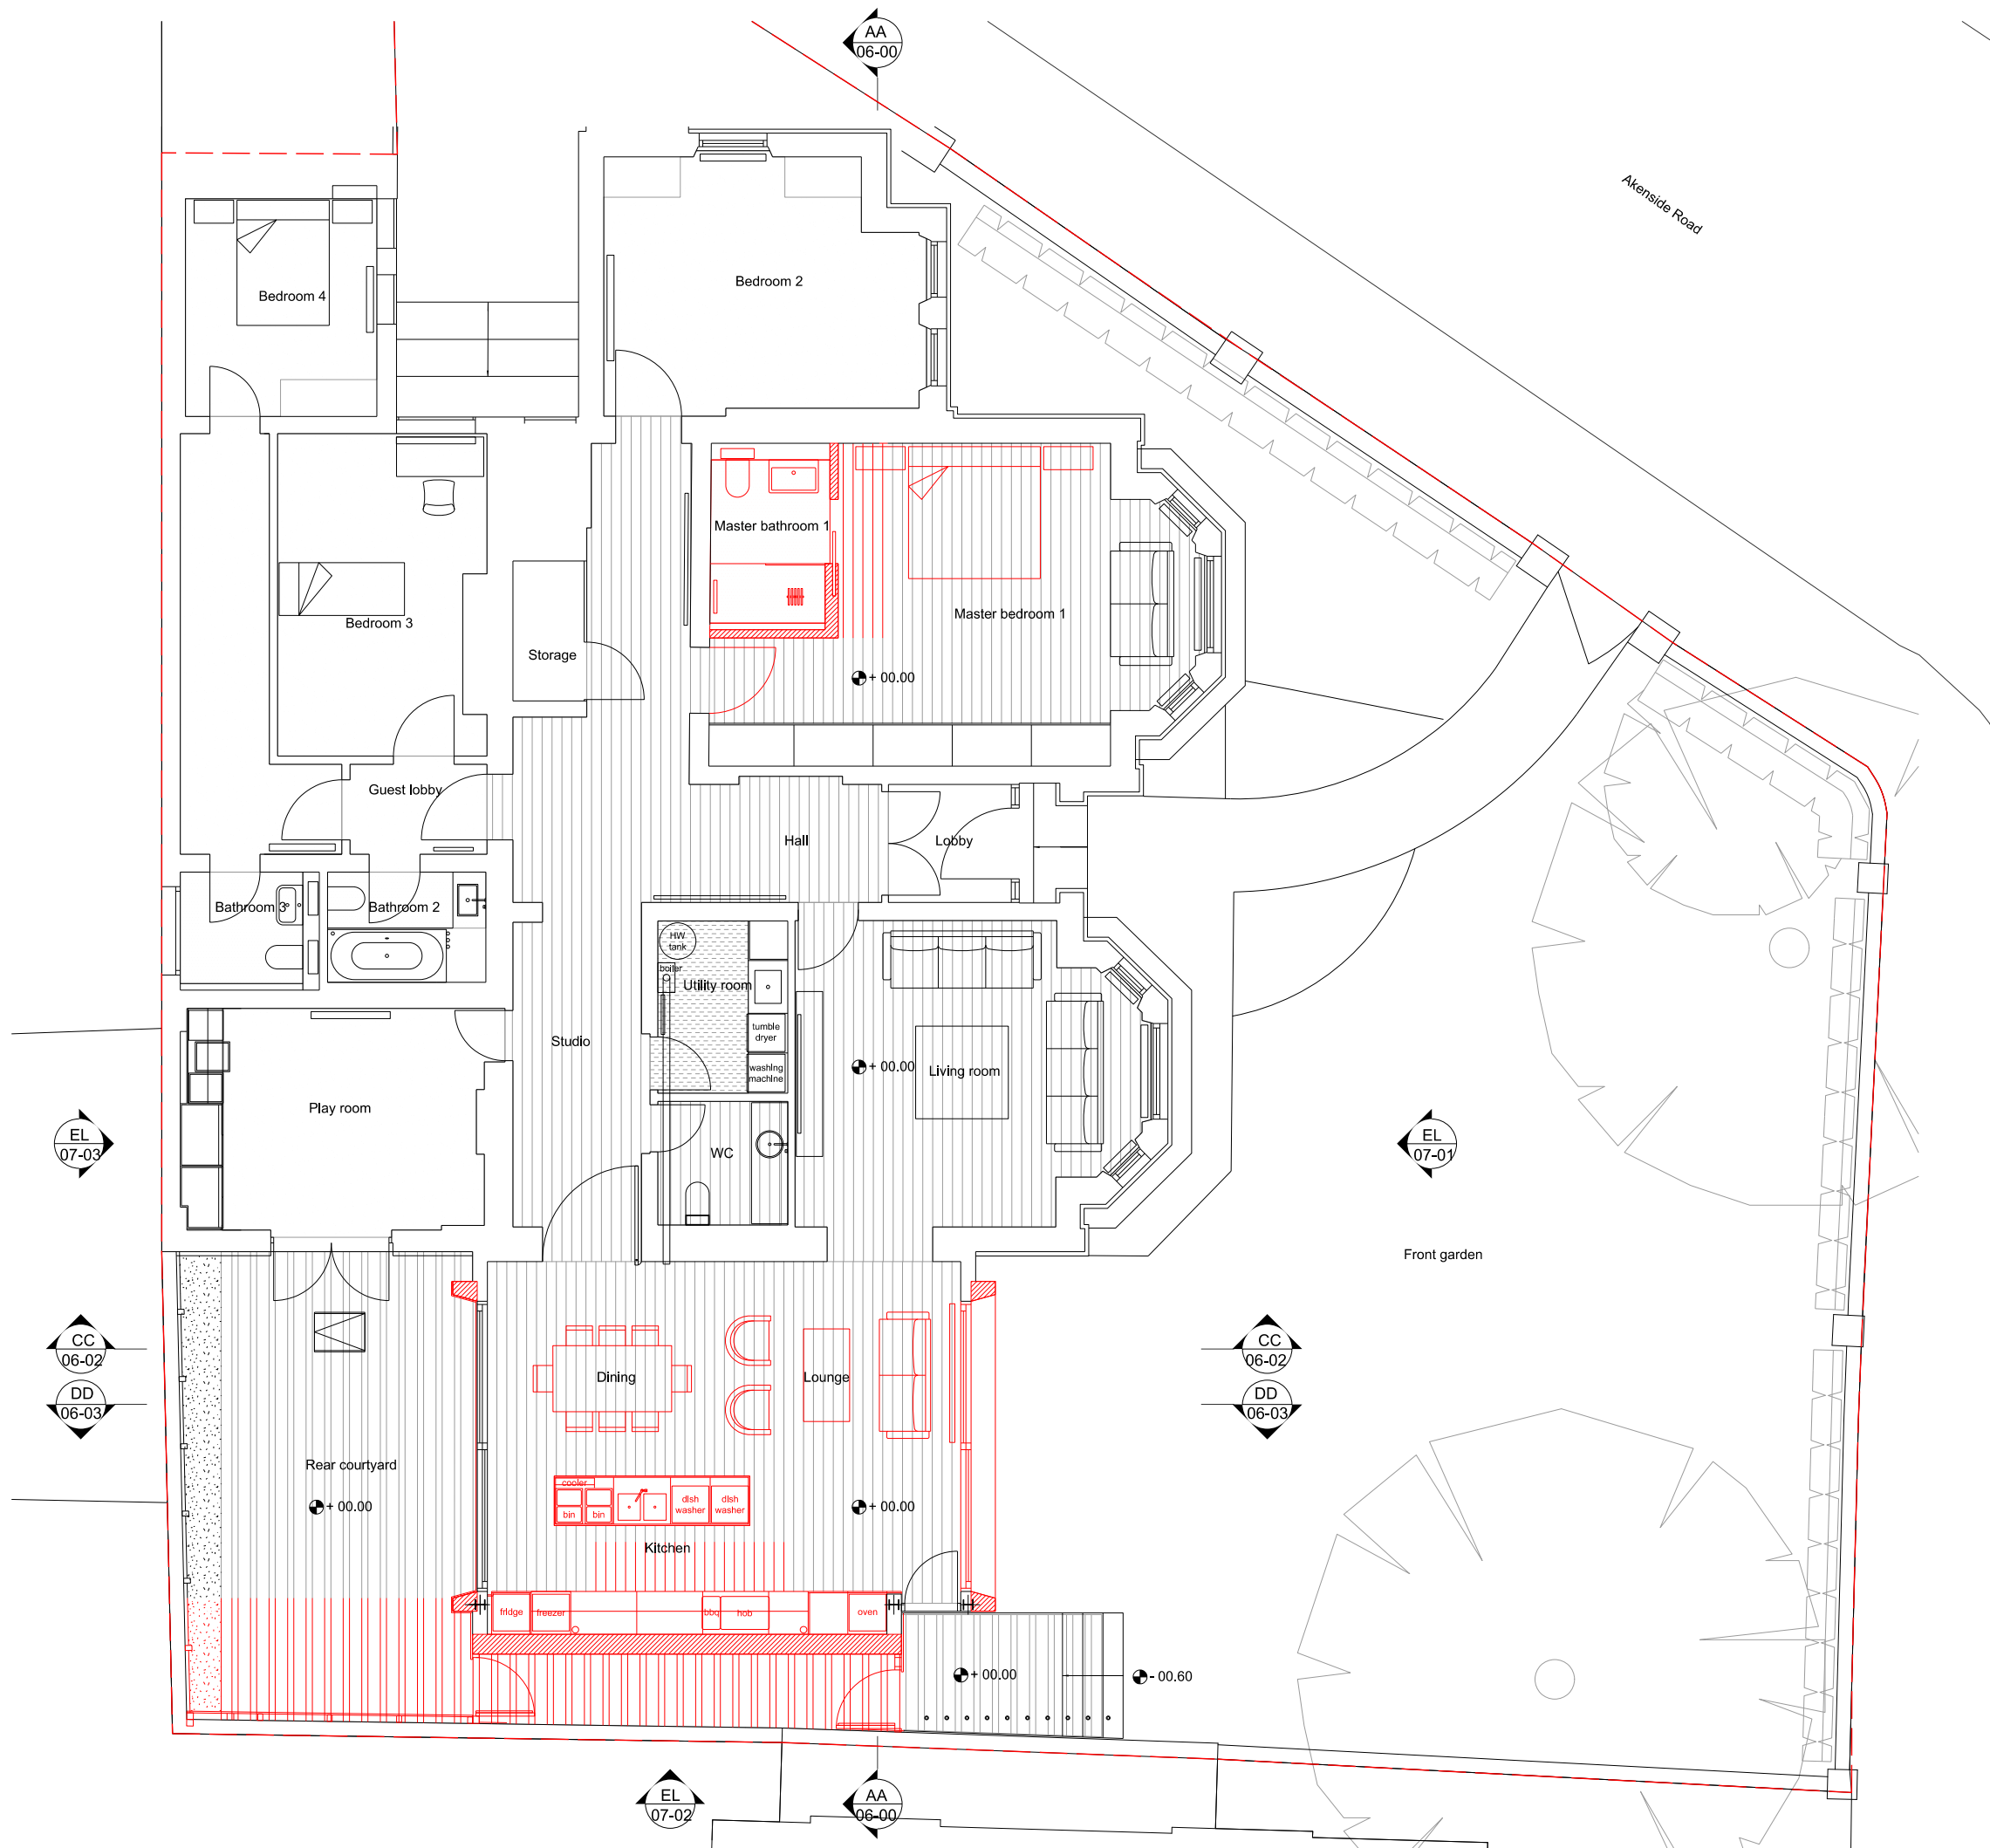 AA
06-00
Akenside Road
Bedroom 2
Bedroom 4
Master bathroom 1
Master bedroom 1
Bedroom 3
Storage
+ 00.00
Guest lobby
Hall
Lobby
Bathroom 3
Bathroom 2
HW
tank
boiler
Utility room
tumble
dryer
Studio
+ 00.00
Living room
washing
machine
Play room
EL
07-03
WC
EL
07-01
Front garden
CC
06-02
DD
06-03
Dining
Lounge
CC
06-02
DD
06-03
Rear courtyard
cooler
bin
bin
dish
washer
dish
washer
+ 00.00
+ 00.00
Kitchen
fridge
freezer
bbq
hob
oven
+ 00.00
- 00.60
EL
07-02
AA
06-00